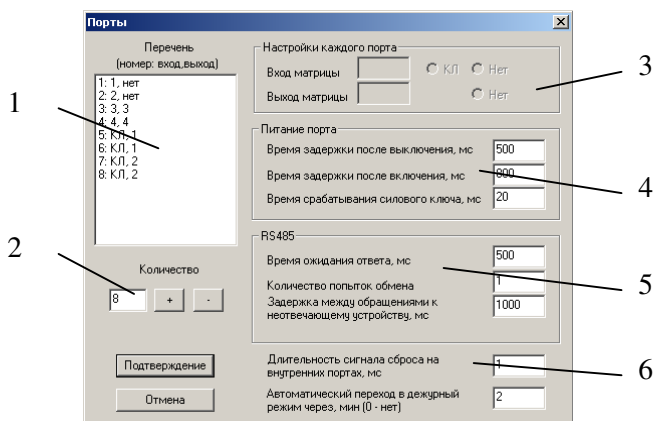 Порты
Перечень
(номер: вход,выход)
1: 1, нет
2: 2, нет
3: 3, 3
4: 4, 4
5: КЛ, 1
6: КЛ, 1
7: КЛ, 2
8: КЛ, 2
Количество
8 + -
Подтверждение
Отмена
Настройки каждого порта
Вход матрицы КЛ Нет
Выход матрицы Нет
Питание порта
Время задержки после выключения, мс 500
Время задержки после включения, мс 800
Время срабатывания силового ключа, мс 20
RS485
Время ожидания ответа, мс 500
Количество попыток обмена 1
Задержка между обращениями к
неотвечающему устройству, мс 1000
Длительность сигнала сброса на
внутренних портах, мс 1
Автоматический переход в дежурный
режим через, мин (0 - нет) 2
1
2
3
4
5
6